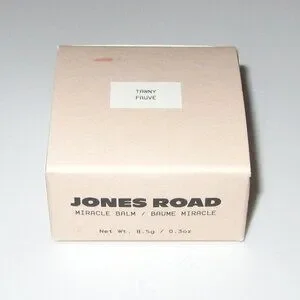 TAWNY
FAUVE
JONES ROAD
MIRACLE BALM / BAUME MIRACLE
Net Wt. 8.5g / 0.3oz